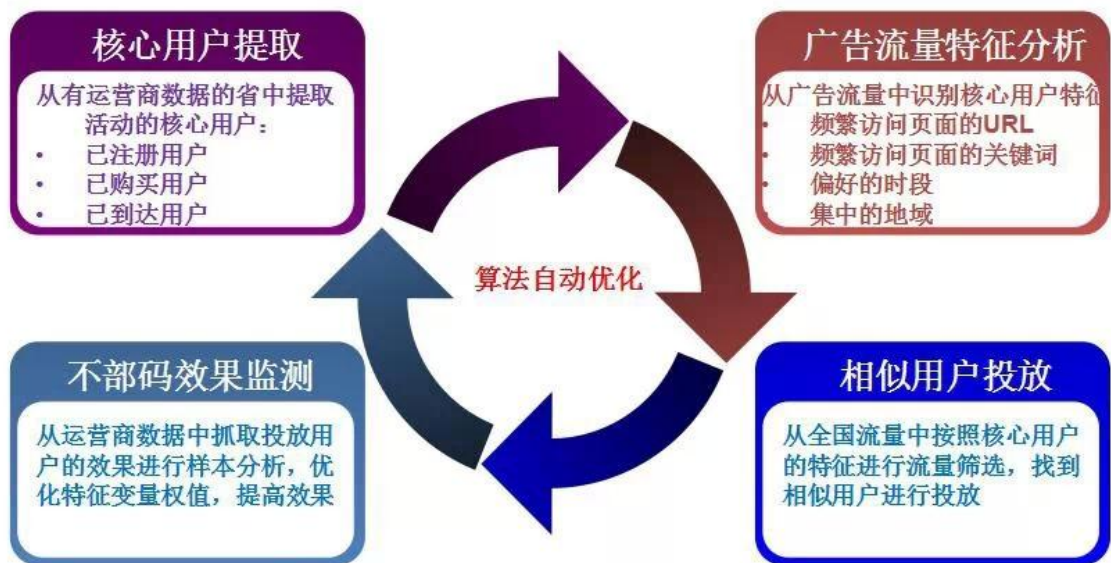 核心用户提取
从有运营商数据的省中提取
活动的核心用户：
• 已注册用户
• 已购买用户
• 已到达用户
广告流量特征分析
从广告流量中识别核心用户特征
• 频繁访问页面的URL
• 频繁访问页面的关键词
• 偏好的时段
• 集中的地域
算法自动优化
不部码效果监测
从运营商数据中抓取投放用
户的效果进行样本分析，优
化特征变量权值，提高效果
相似用户投放
从全国流量中按照核心用户
的特征进行流量筛选，找到
相似用户进行投放